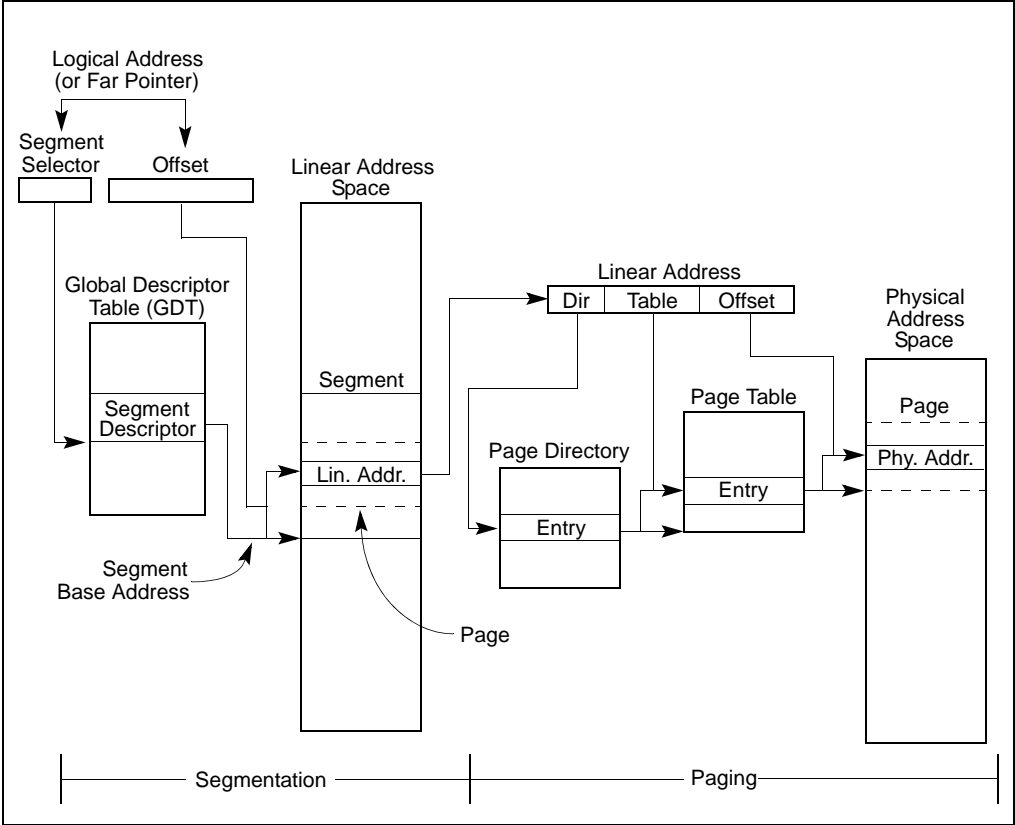 Logical Address
(or Far Pointer)
Segment
Selector
Offset
Linear Address
Space
Global Descriptor
Table (GDT)
Segment
Descriptor
Segment
Lin. Addr.
Segment
Base Address
Page
Linear Address
Dir
Table
Offset
Page Directory
Entry
Page Table
Entry
Physical
Address
Space
Page
Phy. Addr.
Segmentation
Paging